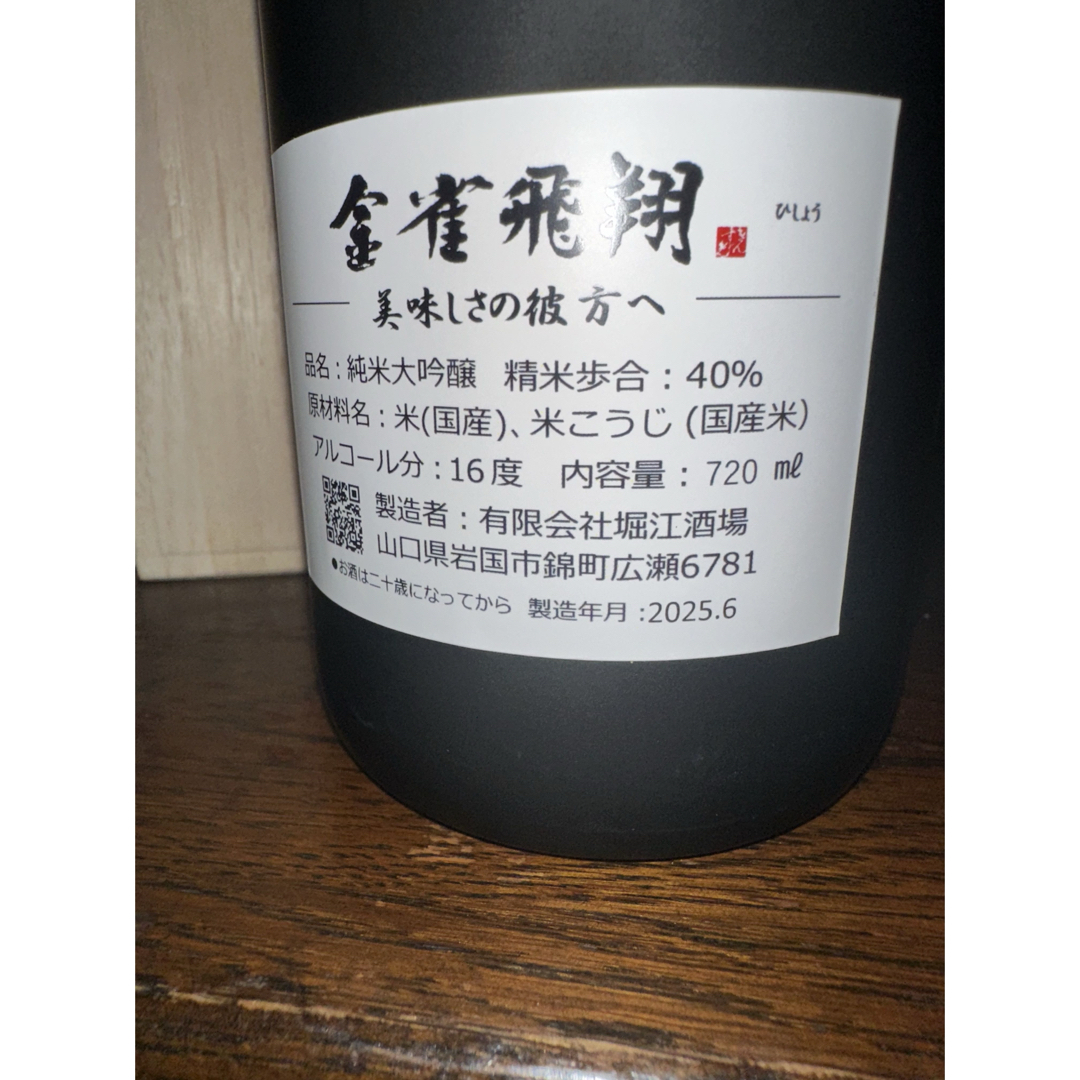 金雀飛翔 ひしょう
きんすずめ
美味しさの彼方へ
品名：純米大吟醸 精米歩合：40%
原材料名：米(国産)、米こうじ(国産米)
アルコール分：16度 内容量：720 ㎖
製造者：有限会社堀江酒場
山口県岩国市錦町広瀬6781
●お酒は二十歳になってから 製造年月：2025.6